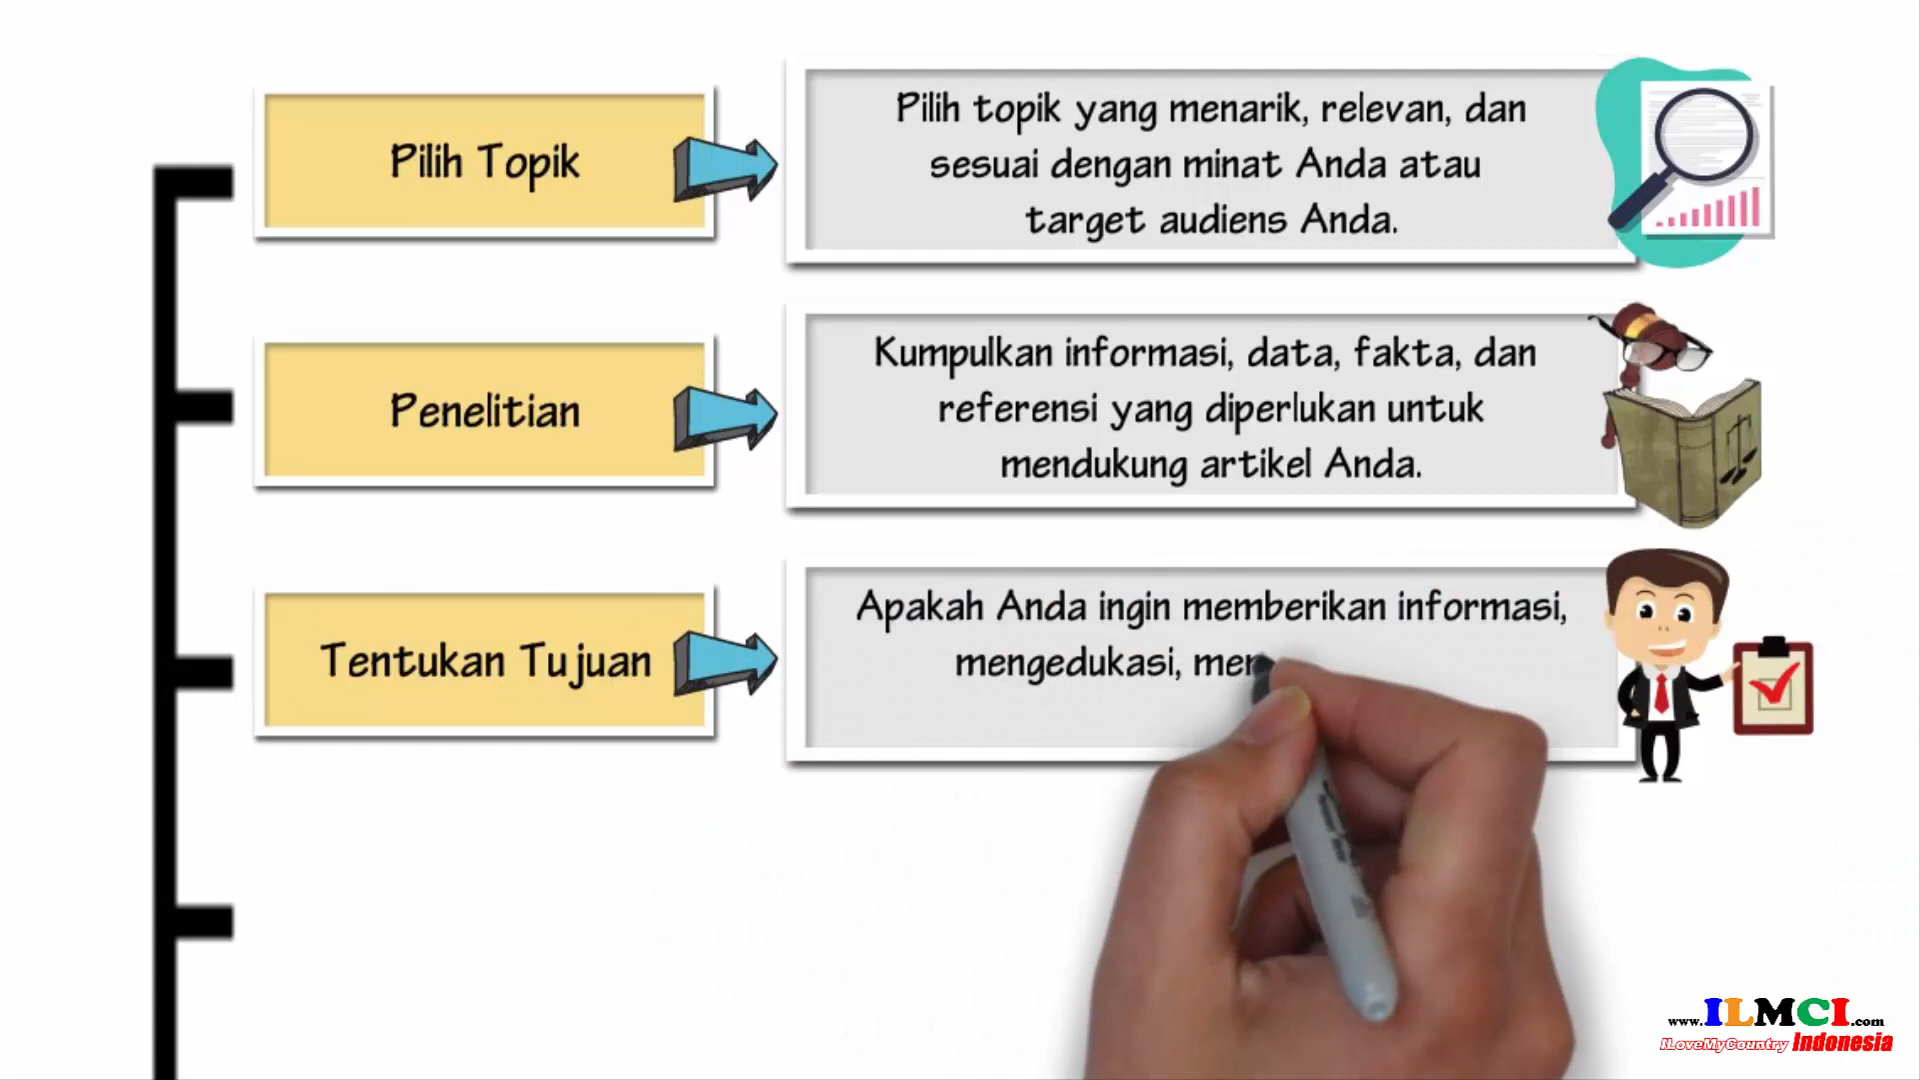 Pilih Topik
Pilih topik yang menarik, relevan, dan
sesuai dengan minat Anda atau
target audiens Anda.
Penelitian
Kumpulkan informasi, data, fakta, dan
referensi yang diperlukan untuk
mendukung artikel Anda.
Tentukan Tujuan
Apakah Anda ingin memberikan informasi,
mengedukasi,
www.ILMCI.com
ILoveMyCountry Indonesia